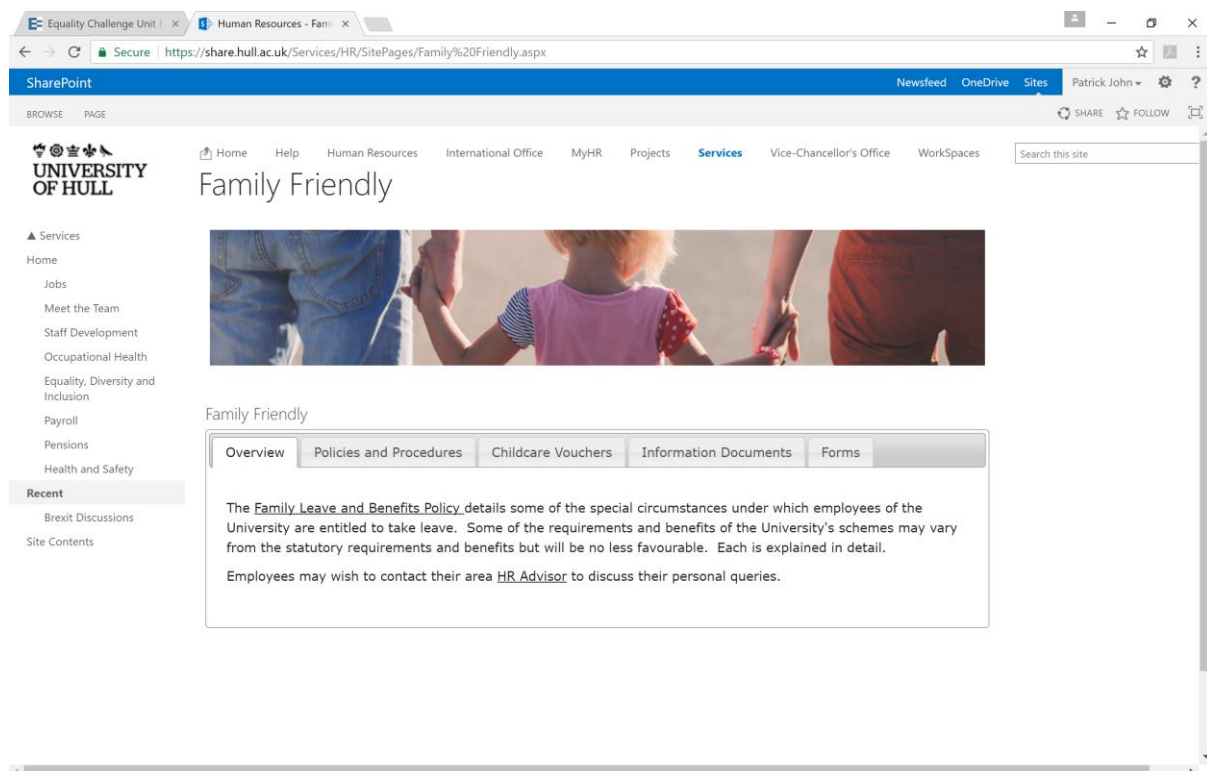 Equality Challenge Unit
Human Resources - Fami
Secure https://share.hull.ac.uk/Services/HR/SitePages/Family%20Friendly.aspx
SharePoint Newsfeed OneDrive Sites Patrick John ?
BROWSE PAGE SHARE FOLLOW
UNIVERSITY
OF HULL
Home Help Human Resources International Office MyHR Projects Services Vice-Chancellor's Office WorkSpaces Search this site
Family Friendly
▲ Services
Home
Jobs
Meet the Team
Staff Development
Occupational Health
Equality, Diversity and
Inclusion
Payroll
Pensions
Health and Safety
Recent
Brexit Discussions
Site Contents
Family Friendly
Overview Policies and Procedures Childcare Vouchers Information Documents Forms
The Family Leave and Benefits Policy details some of the special circumstances under which employees of the
University are entitled to take leave. Some of the requirements and benefits of the University's schemes may vary
from the statutory requirements and benefits but will be no less favourable. Each is explained in detail.
Employees may wish to contact their area HR Advisor to discuss their personal queries.